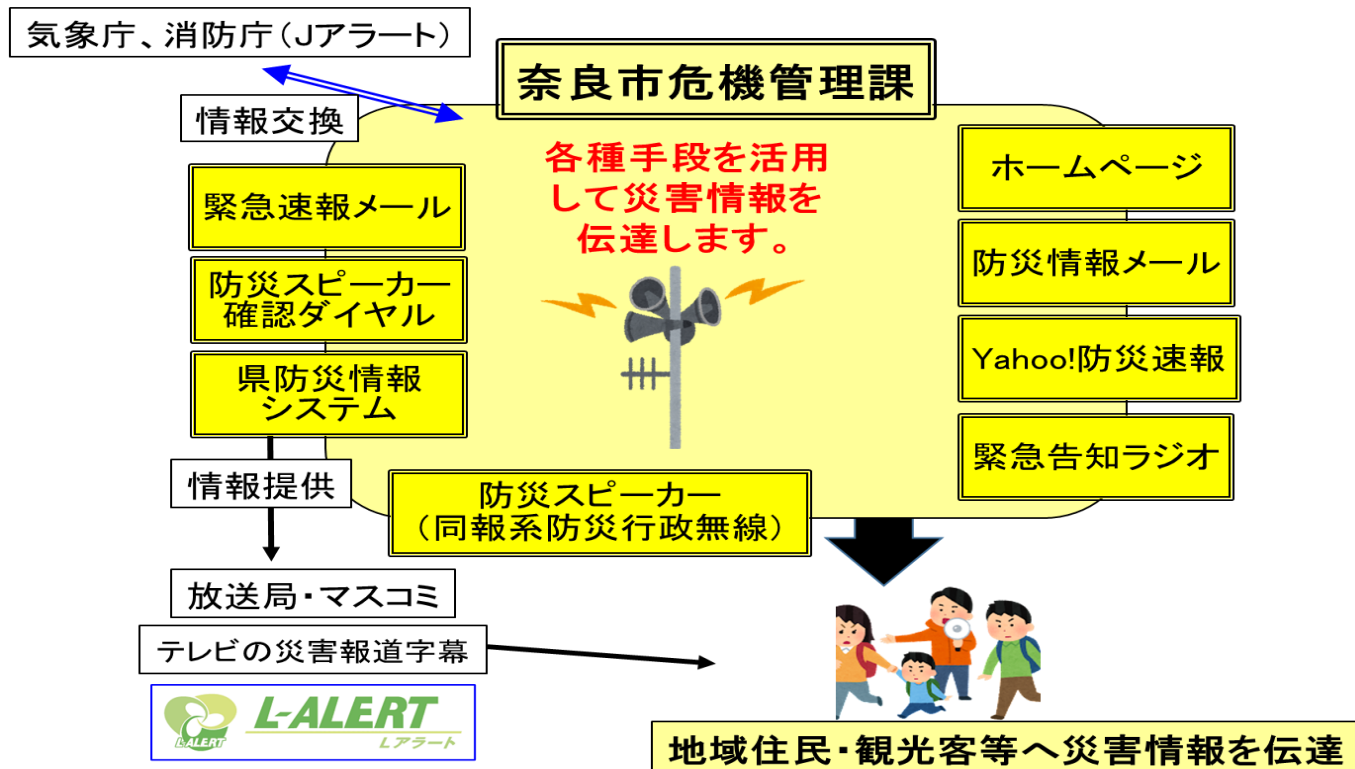 気象庁、消防庁(Jアラート)
奈良市危機管理課
情報交換
各種手段を活用
して災害情報を
伝達します。
緊急速報メール
防災スピーカー
確認ダイヤル
県防災情報
システム
ホームページ
防災情報メール
Yahoo!防災速報
緊急告知ラジオ
情報提供
防災スピーカー
(同報系防災行政無線)
放送局・マスコミ
テレビの災害報道字幕
L-ALERT
L-ALERT
Lアラート
地域住民・観光客等へ災害情報を伝達